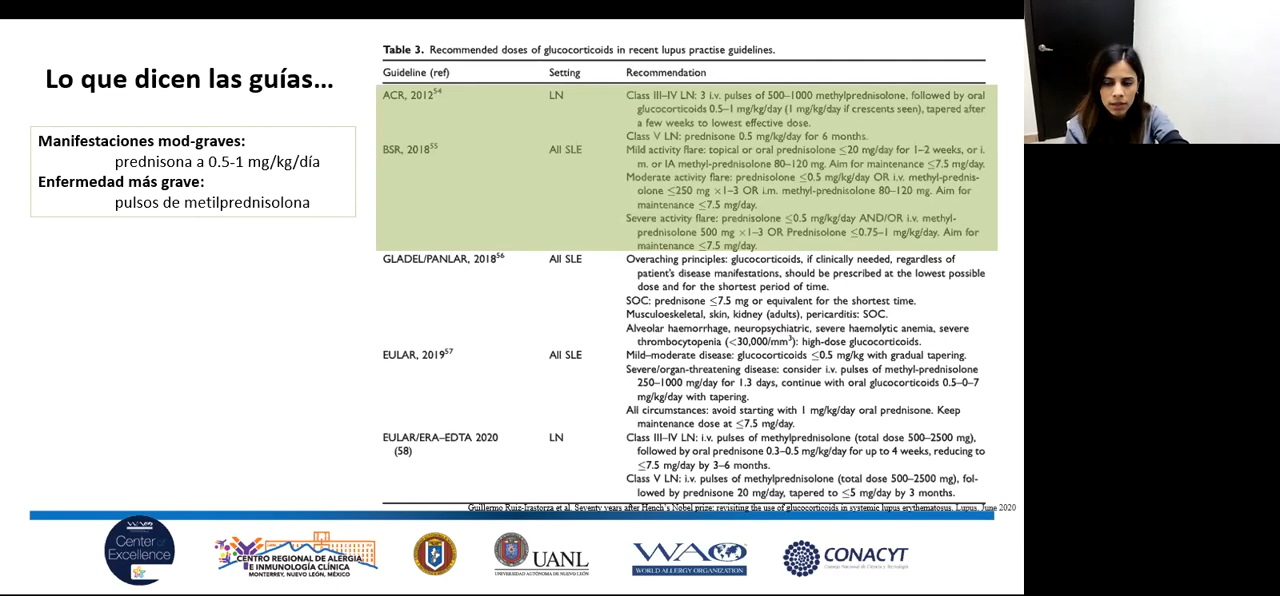 Lo que dicen las guías...
Manifestaciones mod-graves:
prednisona a 0.5-1 mg/kg/día
Enfermedad más grave:
pulsos de metilprednisolona
Table 3. Recommended doses of glucocorticoids in recent lupus practise guidelines.
Guideline (ref) Setting Recommendation
ACR, 201254 LN Class III–IV LN: 3 i.v. pulses of 500–1000 methylprednisolone, followed by oral
glucocorticoids 0.5–1 mg/kg/day (1 mg/kg/day if crescents seen), tapered after
a few weeks to lowest effective dose.
Class V LN: prednisone 0.5 mg/kg/day for 6 months.
BSR, 201855 All SLE Mild activity flare: topical or oral prednisolone ≤20 mg/day for 1–2 weeks, or i.
m. or IA methyl-prednisolone 80–120 mg. Aim for maintenance ≤7.5 mg/day.
Moderate activity flare: prednisolone ≤0.5 mg/kg/day OR i.v. methyl-prednis-
olone ≤250 mg ×1–3 OR i.m. methyl-prednisolone 80–120 mg. Aim for
maintenance ≤7.5 mg/day.
Severe activity flare: prednisolone ≤0.5 mg/kg/day AND/OR i.v. methyl-
prednisolone 500 mg ×1–3 OR Prednisolone ≤0.75–1 mg/kg/day. Aim for
maintenance ≤7.5 mg/day.
GLADEL/PANLAR, 201856 All SLE Overaching principles: glucocorticoids, if clinically needed, regardless of
patient's disease manifestations, should be prescribed at the lowest possible
dose and for the shortest period of time.
SOC: prednisone ≤7.5 mg or equivalent for the shortest time.
Musculoeskeletal, skin, kidney (adults), pericarditis: SOC.
Alveolar haemorrhage, neuropsychiatric, severe haemolytic anemia, severe
thrombocytopenia (<30,000/mm3): high-dose glucocorticoids.
EULAR, 201957 All SLE Mild–moderate disease: glucocorticoids ≤0.5 mg/kg with gradual tapering.
Severe/organ-threatening disease: consider i.v. pulses of methyl-prednisolone
250–1000 mg/day for 1.3 days, continue with oral glucocorticoids 0.5–0–7
mg/kg/day with tapering.
All circumstances: avoid starting with 1 mg/kg/day oral prednisone. Keep
maintenance dose at ≤7.5 mg/day.
EULAR/ERA–EDTA 2020 LN Class III–IV LN: i.v. pulses of methylprednisolone (total dose 500–2500 mg),
(58) followed by oral prednisone 0.3–0.5 mg/kg/day for up to 4 weeks, reducing to
≤7.5 mg/day by 3–6 months.
Class V LN: i.v. pulses of methylprednisolone (total dose 500–2500 mg), fol-
lowed by prednisone 20 mg/day, tapered to ≤5 mg/day by 3 months.
Guillermo Ruiz-Irastorza et al. Seventy years after Hench's Nobel prize: revisiting the use of glucocorticoids in systemic lupus erythematosus. Lupus. June 2020
WAO
Center of
Excellence
CENTRO REGIONAL DE ALERGIA
E INMUNOLOGÍA CLÍNICA
MONTERREY, NUEVO LEÓN, MÉXICO
UANL
UNIVERSIDAD AUTÓNOMA DE NUEVO LEÓN
WAO
WORLD ALLERGY ORGANIZATION
CONACYT
Consejo Nacional de Ciencia y Tecnología